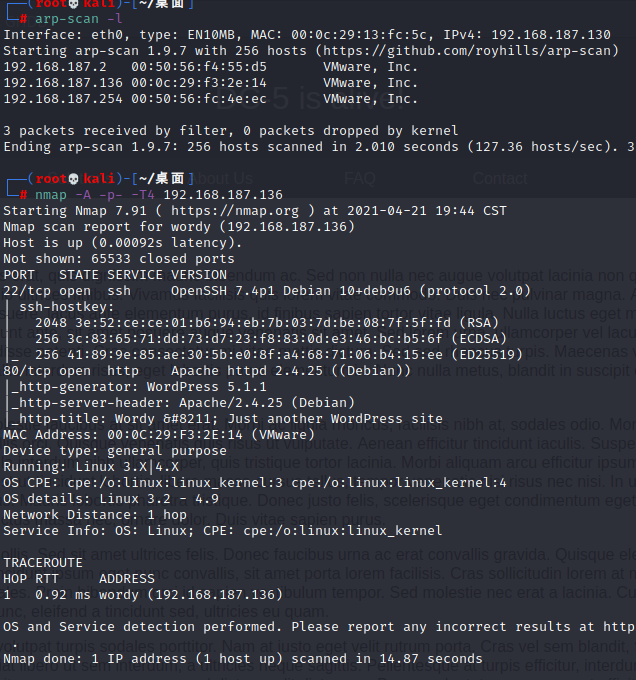 ┌──(root💀kali)-[~/桌面]
└─# arp-scan -l
Interface: eth0, type: EN10MB, MAC: 00:0c:29:13:fc:5c, IPv4: 192.168.187.130
Starting arp-scan 1.9.7 with 256 hosts (https://github.com/royhills/arp-scan)
192.168.187.2 00:50:56:f4:55:d5 VMware, Inc.
192.168.187.136 00:0c:29:f3:2e:14 VMware, Inc.
192.168.187.254 00:50:56:fc:4e:ec VMware, Inc.
3 packets received by filter, 0 packets dropped by kernel
Ending arp-scan 1.9.7: 256 hosts scanned in 2.010 seconds (127.36 hosts/sec). 3
┌──(root💀kali)-[~/桌面]
About Us FAQ Contact
└─# nmap -A -p- -T4 192.168.187.136
Starting Nmap 7.91 ( https://nmap.org ) at 2021-04-21 19:44 CST
Nmap scan report for wordy (192.168.187.136)
Host is up (0.00092s latency).
Not shown: 65533 closed ports
PORT STATE SERVICE VERSION
22/tcp open ssh OpenSSH 7.4p1 Debian 10+deb9u6 (protocol 2.0)
| ssh-hostkey:
| 2048 3e:52:ce:ce:01:b6:94:eb:7b:03:7d:be:08:7f:5f:fd (RSA)
| 256 3c:83:65:71:dd:73:d7:23:f8:83:0d:e3:46:bc:b5:6f (ECDSA)
|_ 256 41:89:9e:85:ae:30:5b:e0:8f:a4:68:71:06:b4:15:ee (ED25519)
80/tcp open http Apache httpd 2.4.25 ((Debian))
|_http-generator: WordPress 5.1.1
|_http-server-header: Apache/2.4.25 (Debian)
|_http-title: Wordy &#8211; Just another WordPress site
MAC Address: 00:0C:29:F3:2E:14 (VMware)
Device type: general purpose
Running: Linux 3.X|4.X
OS CPE: cpe:/o:linux:linux_kernel:3 cpe:/o:linux:linux_kernel:4
OS details: Linux 3.2 - 4.9
Network Distance: 1 hop
Service Info: OS: Linux; CPE: cpe:/o:linux:linux_kernel
TRACEROUTE
HOP RTT ADDRESS
1 0.92 ms wordy (192.168.187.136)
OS and Service detection performed. Please report any incorrect results at http
.
Nmap done: 1 IP address (1 host up) scanned in 14.87 seconds